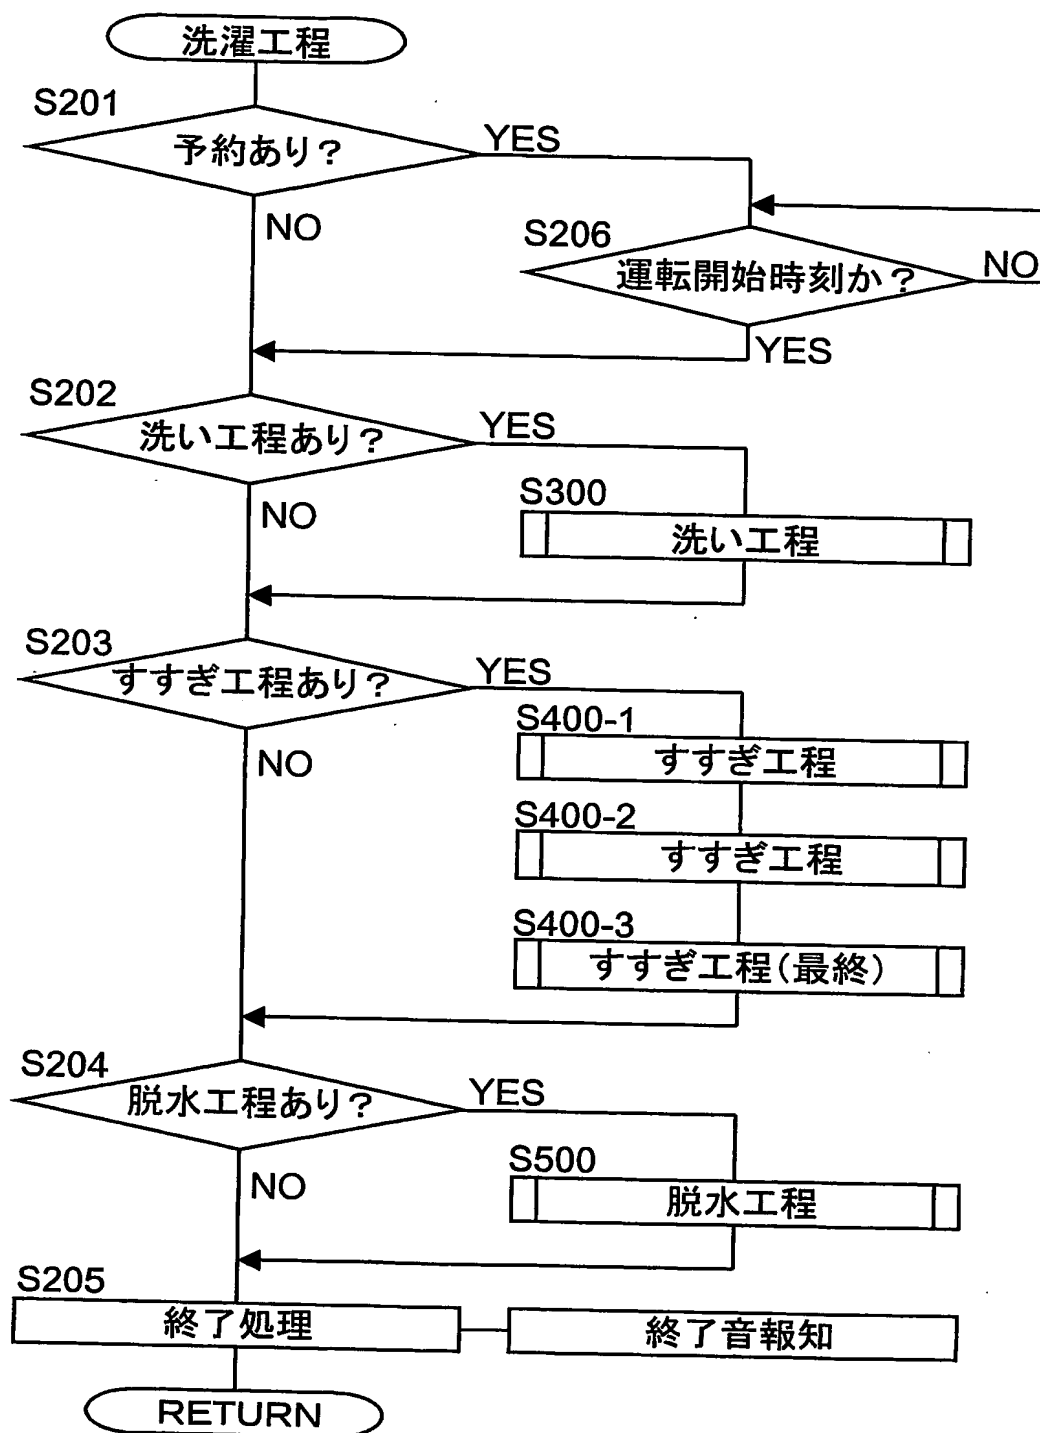 洗濯工程
S201
予約あり?
YES
NO
S206
運転開始時刻か?
NO
YES
S202
洗い工程あり?
YES
NO
S300
洗い工程
S203
すすぎ工程あり?
YES
NO
S400-1
すすぎ工程
S400-2
すすぎ工程
S400-3
すすぎ工程(最終)
S204
脱水工程あり?
YES
NO
S500
脱水工程
S205
終了処理
終了音報知
RETURN